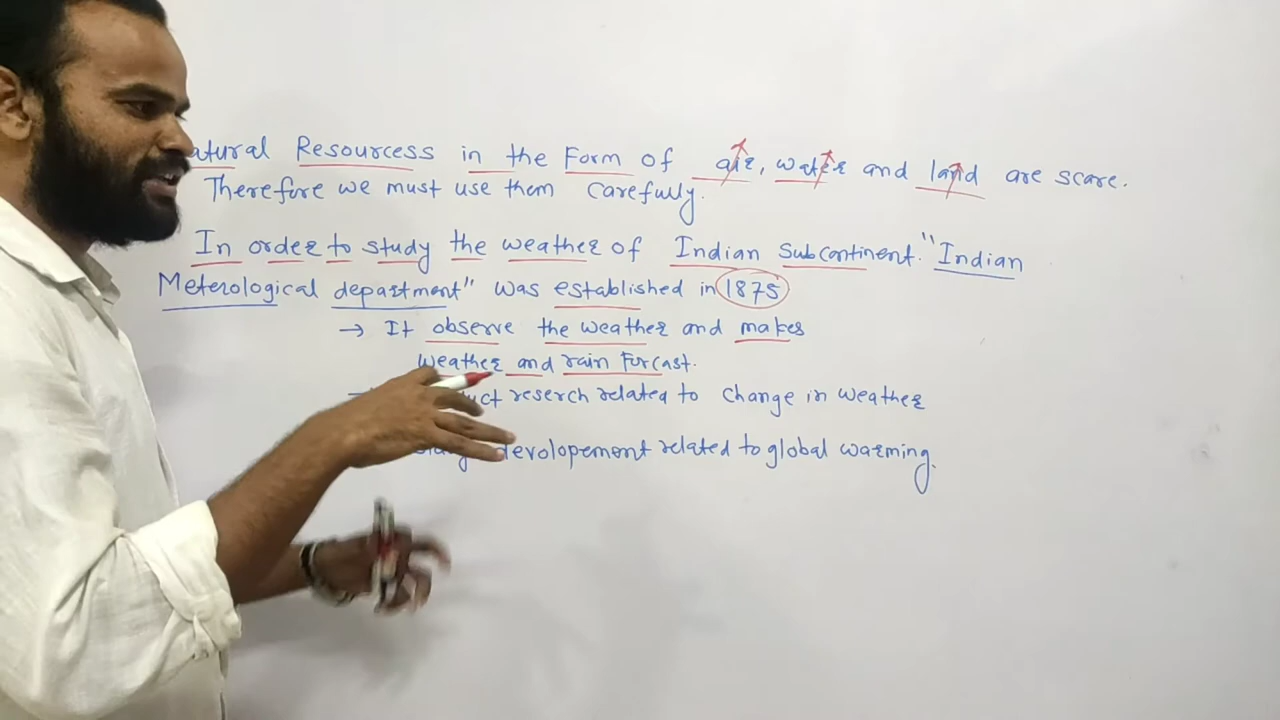 atural Resourcess in the Form of air, water and land are scare.
Therefore we must use them carefully.
In order to study the weather of Indian Subcontinent. "Indian
Meterological department" was established in 1875
→ It observe the weather and makes
weather and rain Forcast.
reserch related to change in weather
devolopement related to global warming.